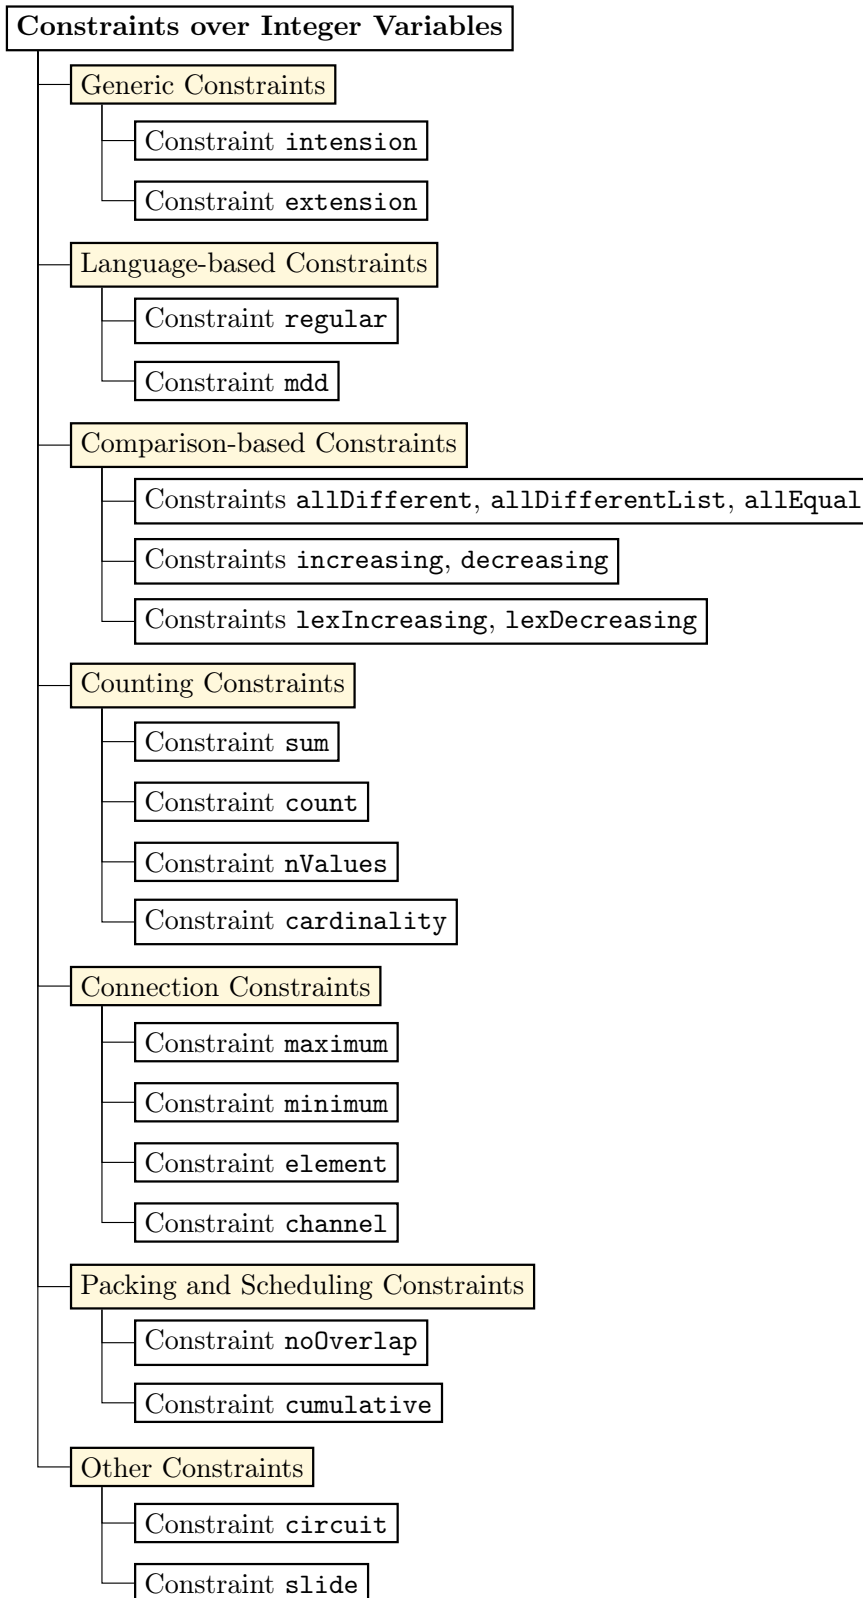 Constraints over Integer Variables
Generic Constraints
Constraint intension
Constraint extension
Language-based Constraints
Constraint regular
Constraint mdd
Comparison-based Constraints
Constraints allDifferent, allDifferentList, allEqual
Constraints increasing, decreasing
Constraints lexIncreasing, lexDecreasing
Counting Constraints
Constraint sum
Constraint count
Constraint nValues
Constraint cardinality
Connection Constraints
Constraint maximum
Constraint minimum
Constraint element
Constraint channel
Packing and Scheduling Constraints
Constraint noOverlap
Constraint cumulative
Other Constraints
Constraint circuit
Constraint slide